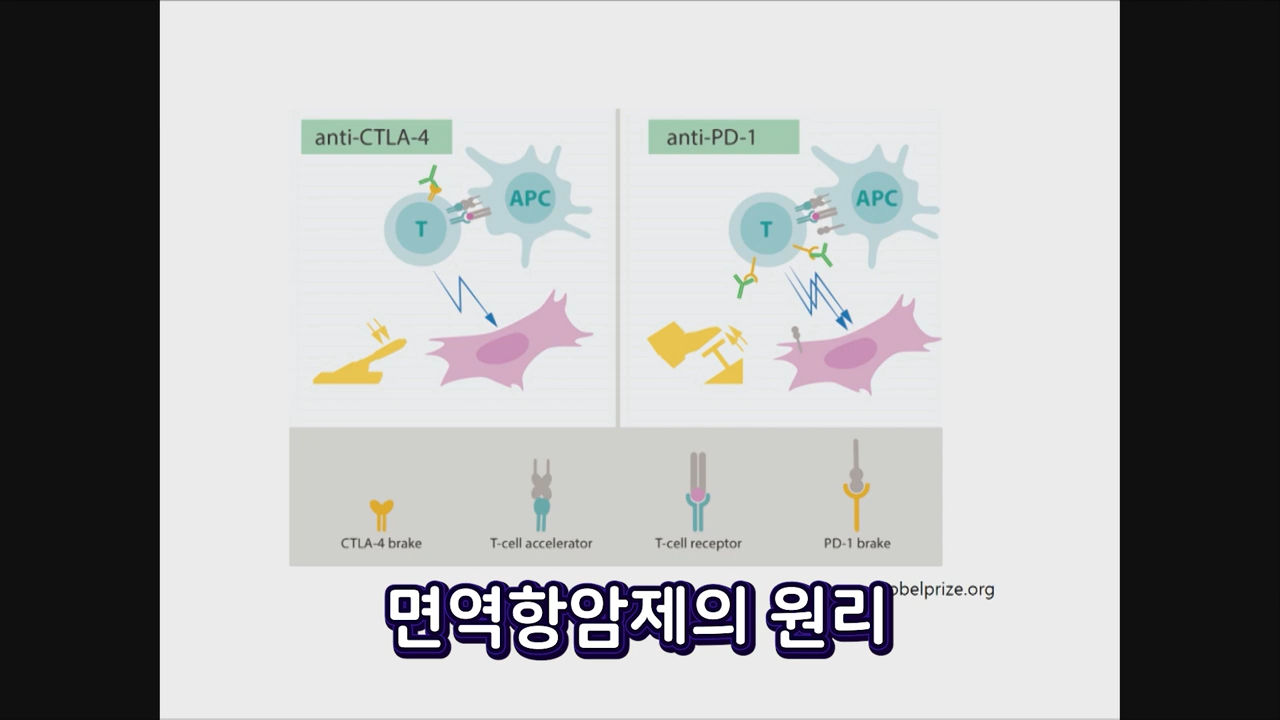 anti-CTLA-4
anti-PD-1
T
APC
T
APC
CTLA-4 brake
T-cell accelerator
T-cell receptor
PD-1 brake
obelprize.org
면역항암제의 원리